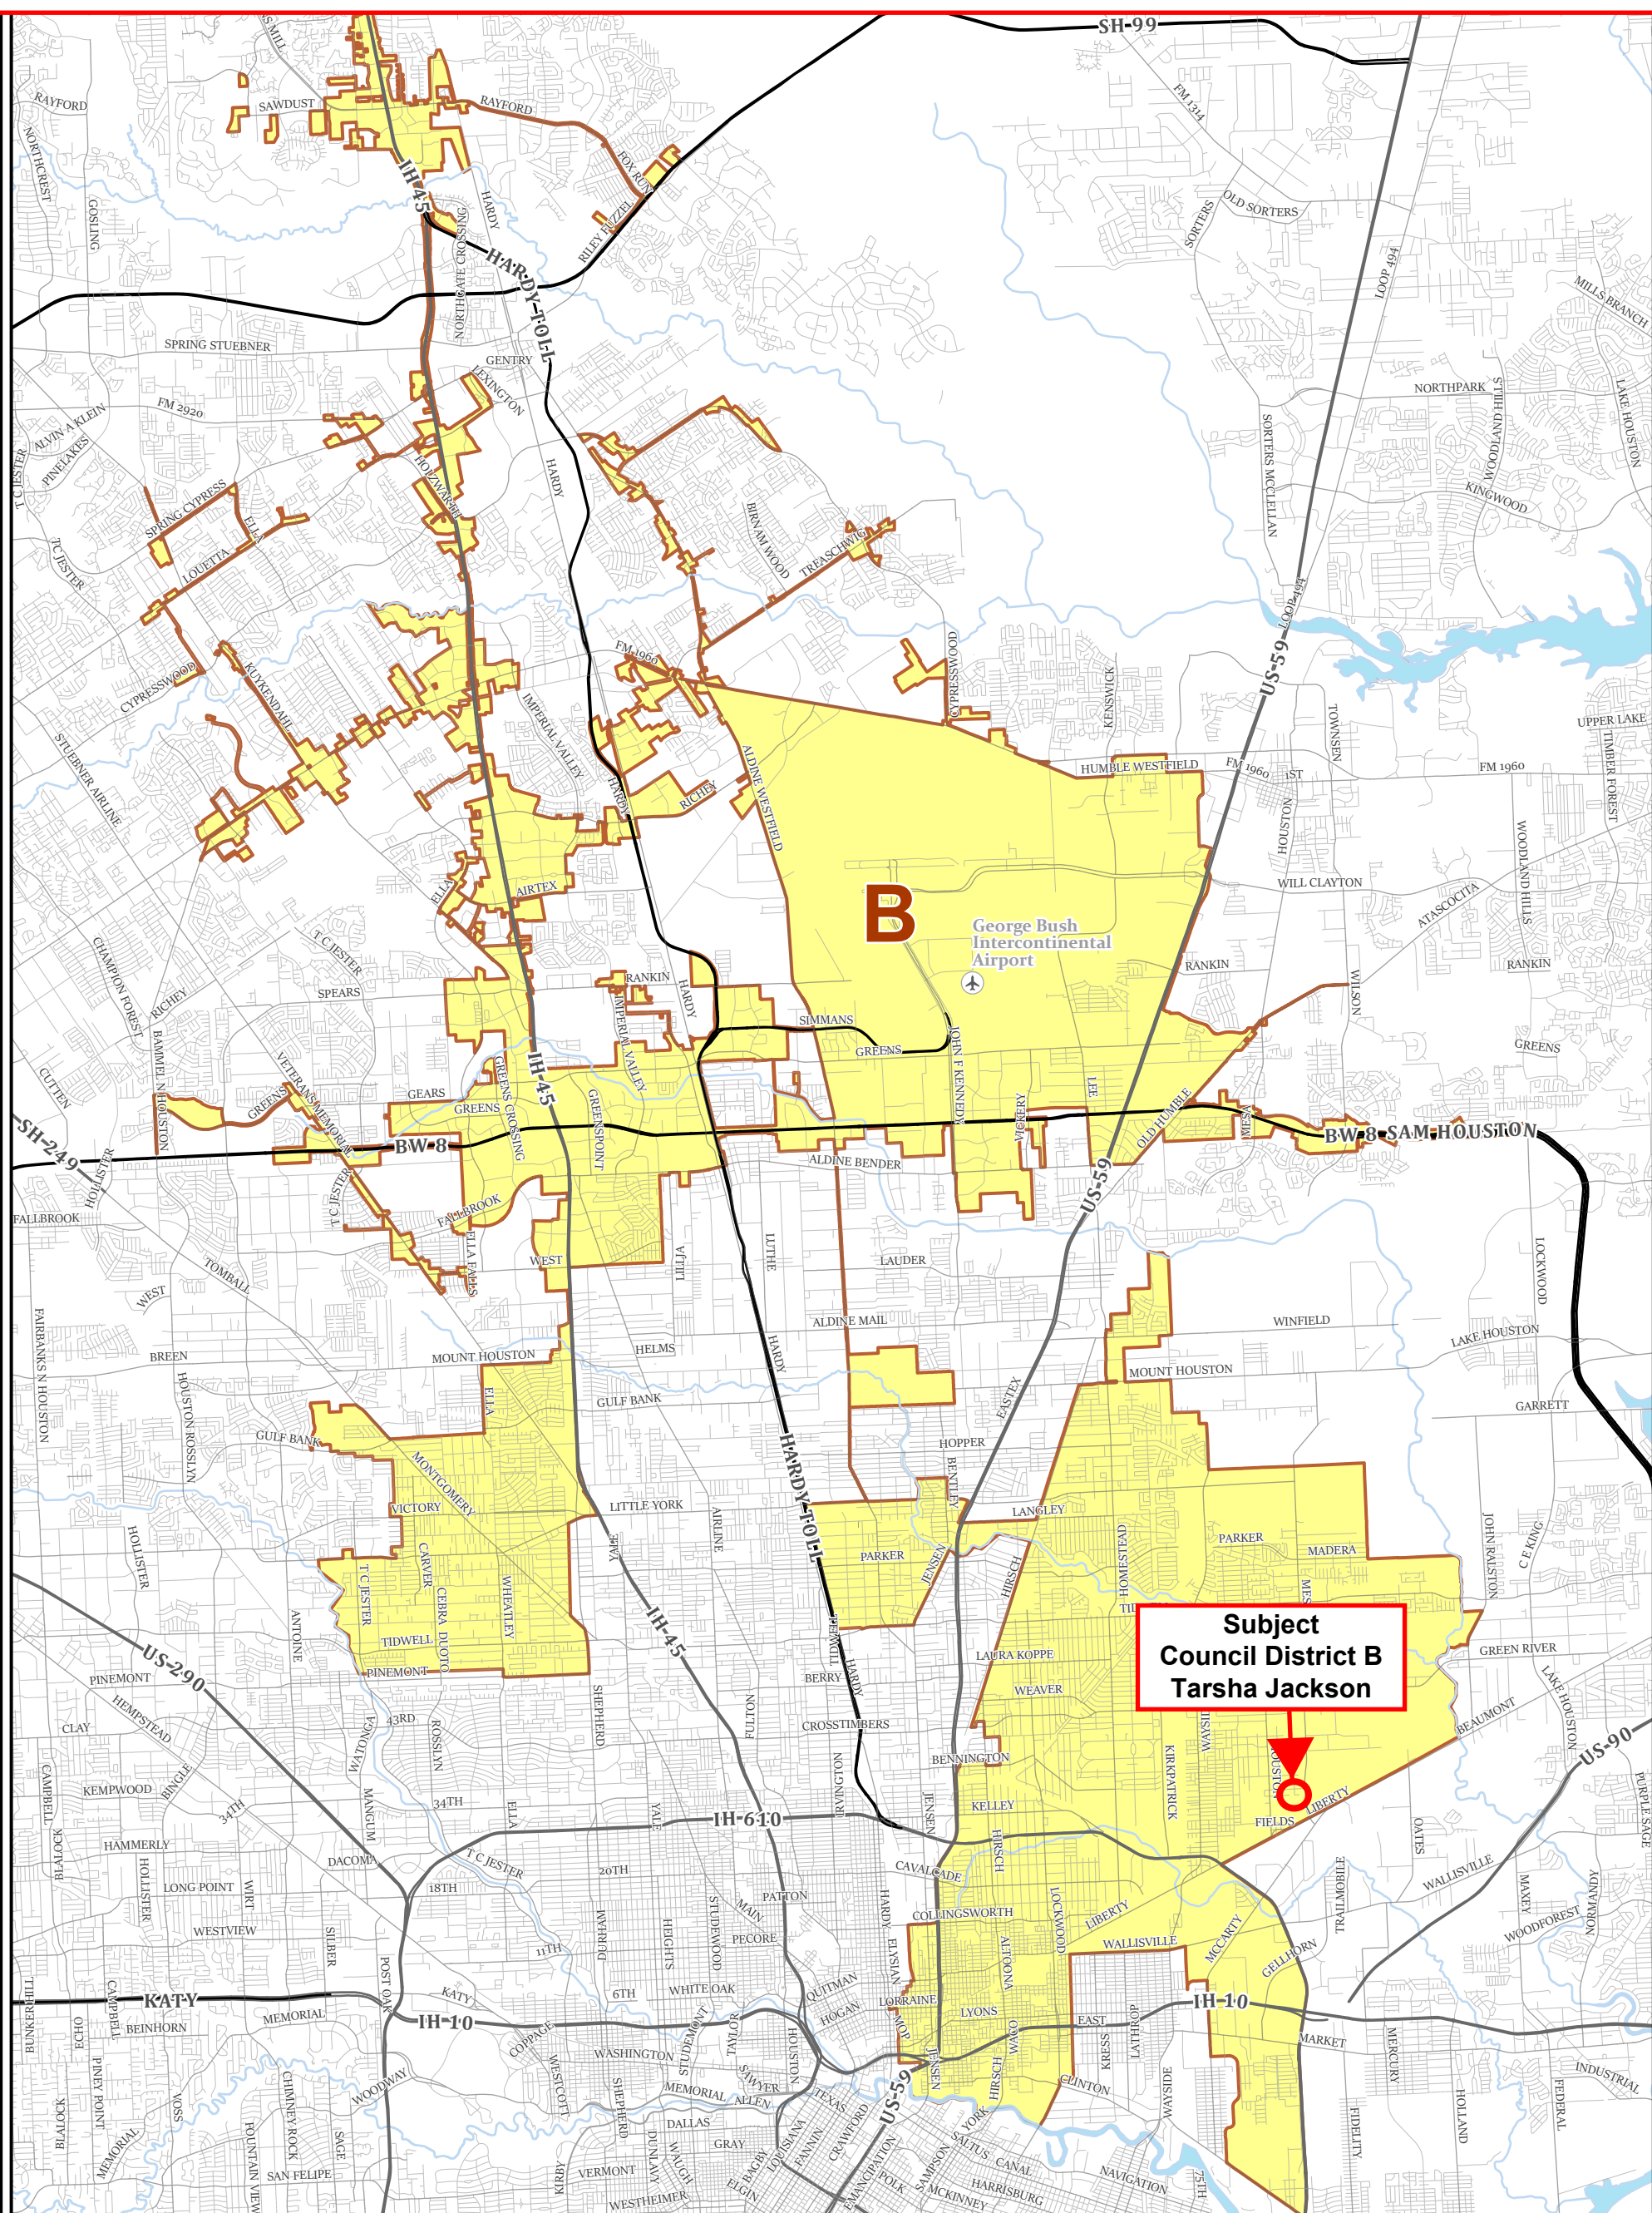 SH-99
S MILL
RAYFORD
SAWDUST
RAYFORD
FM 1314
NORTHCREST
GOSLING
IH-45
HARDY
FOX RUN
OLD SORTERS
SORTERS
NORTHGATE CROSSING
RILEY FUZZEL
HARDY TOLL
LOOP 494
MILLS BRANCH
SPRING STUEBNER
GENTRY
LEXINGTON
NORTHPARK
WOODLAND HILLS
LAKE HOUSTON
FM 2920
ALVIN A KLEIN
PINELAKES
T C JESTER
HOLZWARTH
HARDY
SORTERS MCCLELLAN
KINGWOOD
SPRING CYPRESS
ELLA
LOUETTA
TC JESTER
BIRNAM WOOD
TREASCHWIG
LOOP 494
US-59
CYPRESSWOOD
KUYKENDAHL
FM 1960
CYPRESSWOOD
KENSWICK
TOWNSEN
UPPER LAKE
TIMBER FOREST
STUEBNER AIRLINE
IMPERIAL VALLEY
HARDY
RICHEY
ALDINE WESTFIELD
HUMBLE WESTFIELD
FM 1960
1ST
FM 1960
HOUSTON
WOODLAND HILLS
ELLA
AIRTEX
B
George Bush
Intercontinental
Airport
WILL CLAYTON
ATASCOCITA
CHAMPION FOREST
T C JESTER
RICHEY
SPEARS
RANKIN
HARDY
IMPERIAL VALLEY
RANKIN
WILSON
RANKIN
SIMMANS
GREENS
JOHN F KENNEDY
GREENS
CUTTEN
BAMMEL N HOUSTON
VETERANS MEMORIAL
GREENS
GEARS
GREENS
GREENS CROSSING
IH-45
GREENSPOINT
LEE
VICKERY
OLD HUMBLE
MESA
SH-249
BW 8
BW 8 SAM HOUSTON
HOLLISTER
T C JESTER
FALLBROOK
FALLBROOK
ALDINE BENDER
US-59
ELLA FALLS
WEST
LILLJA
LUTHE
LAUDER
LOCKWOOD
TOMBALL
WEST
FAIRBANKS N HOUSTON
BREEN
MOUNT HOUSTON
HELMS
HARDY
ALDINE MAIL
WINFIELD
LAKE HOUSTON
HOUSTON ROSSLYN
ELLA
GULF BANK
MOUNT HOUSTON
EASTEX
GARRETT
GULF BANK
MONTGOMERY
HARDY TOLL
HOPPER
BENTLEY
VICTORY
LITTLE YORK
AIRLINE
LANGLEY
HOLLISTER
YALE
PARKER
JENSEN
HIRSCH
HOMESTEAD
PARKER
MADERA
JOHN RALSTON
C E KING
T C JESTER
CARVER
CEBRA
DUOTO
WHEATLEY
ANTOINE
TIDWELL
PINEMONT
IH-45
Subject
Council District B
Tarsha Jackson
US-290
PINEMONT
HEMPSTEAD
BERRY
HARDY
LAURA KOPPE
WEAVER
GREEN RIVER
LAKE HOUSTON
BEAUMONT
CLAY
WATONGA
43RD
ROSSLYN
SHEPHERD
FULTON
CROSSTIMBERS
BENNINGTON
KIRKPATRICK
US-90
CAMPBELL
KEMPWOOD
BINGLE
34TH
MANGUM
34TH
ELLA
YALE
IH 610
IRVINGTON
JENSEN
KELLEY
LIBERTY
FIELDS
OATES
PURPLE SAGE
BLALOCK
HAMMERLY
HOLLISTER
DACOMA
T C JESTER
20TH
CAVALCADE
HIRSCH
WALLISVILLE
LONG POINT
WIRT
18TH
PATTON
HARDY
COLLINGSWORTH
LOCKWOOD
LIBERTY
TRAILMOBILE
MAXEY
NORMANDY
WESTVIEW
SILBER
11TH
DURHAM
HEIGHTS
STUDEWOOD
MAIN
PECORE
ELYSIAN
ALTOONA
WALLISVILLE
MCCARTY
GELLHORN
WOODFOREST
BUNKERHILL
KATY
CAMPBELL
POST OAK
KATY
6TH
WHITE OAK
QUITMAN
HOGAN
LORRAINE
LYONS
IH 10
ECHO
BEINHORN
MEMORIAL
IH 10
COPPAGE
WASHINGTON
STUDEMONT
TAYLOR
HOUSTON
MOP
WACO
EAST
KRESS
LATHROP
MARKET
MERCURY
INDUSTRIAL
PINEY POINT
VOSS
CHIMNEY ROCK
WOODWAY
WESTCOTT
SHEPHERD
MEMORIAL
SAWYER
ALLEN
TEXAS
US-59
JENSEN
HIRSCH
CLINTON
WAYSIDE
HOLLAND
FEDERAL
BLALOCK
MEMORIAL
FOUNTAIN VIEW
SAGE
SAN FELIPE
KIRBY
VERMONT
DUNLAVY
WAUGH
DALLAS
GRAY
BAGBY
LOUISIANA
FANNIN
CRAWFORD
YORK
SALTUS
CANAL
NAVIGATION
75TH
FIDELITY
WESTHEIMER
ELGIN
EMANCIPATION
POLK
SAMPSON
MCKINNEY
HARRISBURG